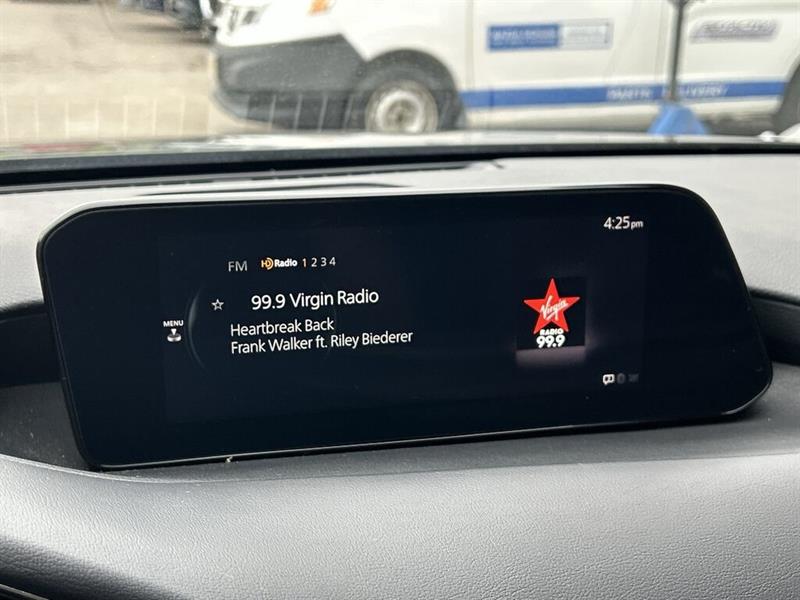 4:25pm
FM HD Radio 1 2 3 4
99.9 Virgin Radio
MENU
Heartbreak Back
Frank Walker ft. Riley Biederer
Virgin
RADIO
99.9